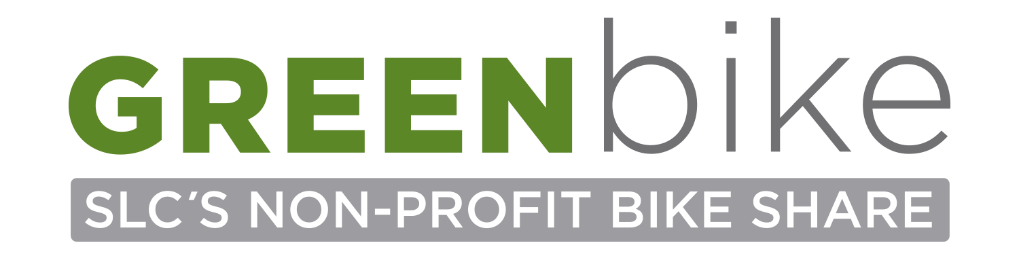 GREENbike
SLC'S NON-PROFIT BIKE SHARE